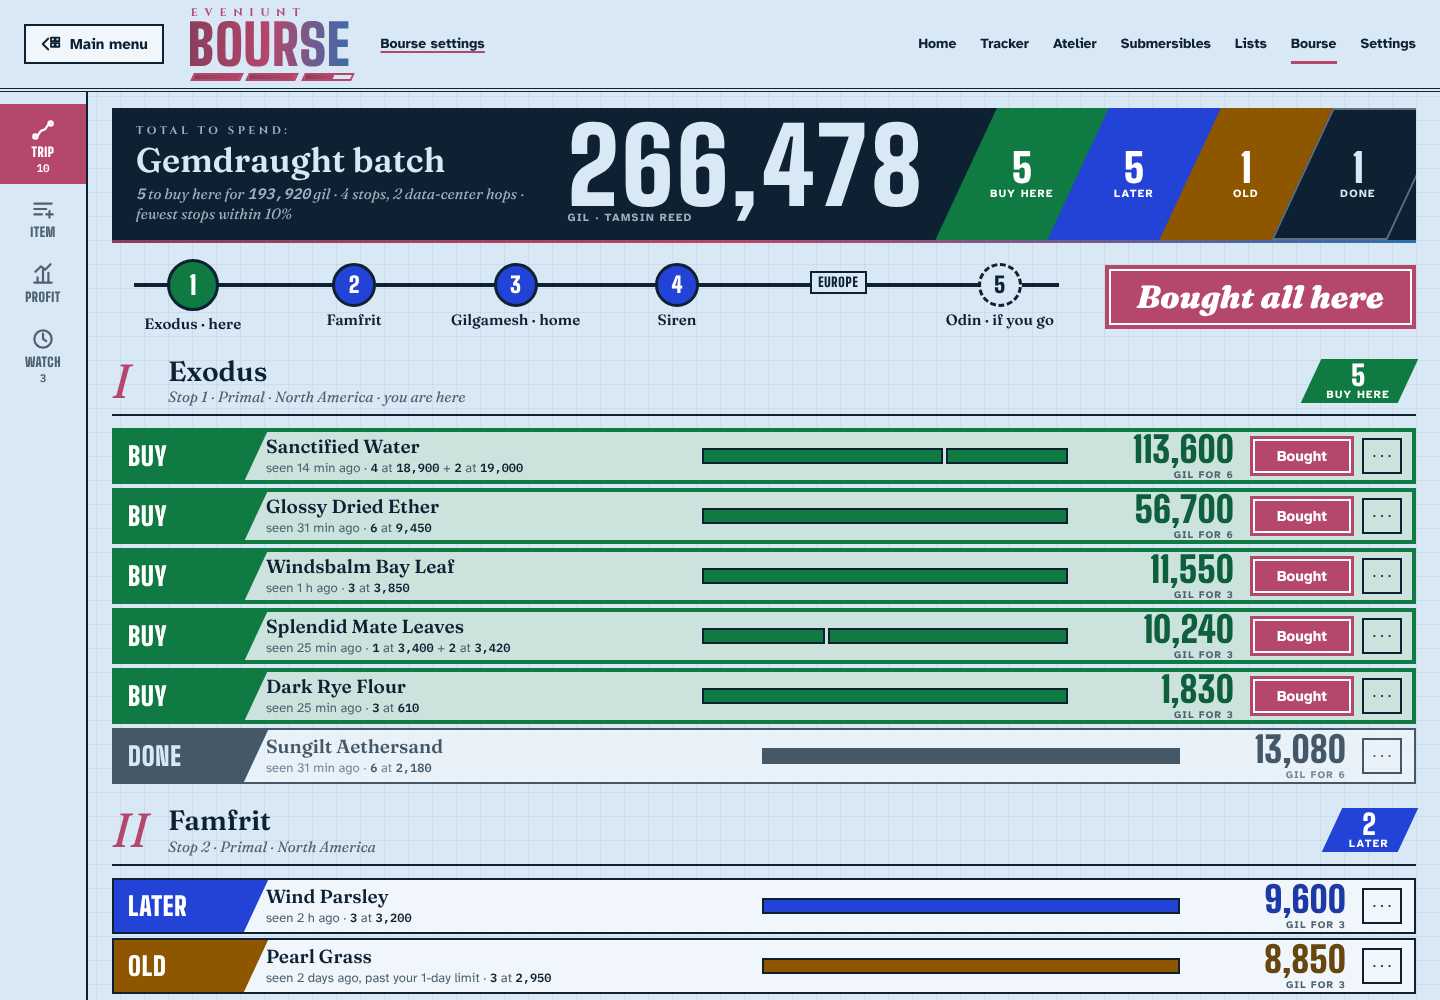 Main menu
EVENIUNT
BOURSE
Bourse settings
Home
Tracker
Atelier
Submersibles
Lists
Bourse
Settings
TRIP
10
ITEM
PROFIT
WATCH
3
TOTAL TO SPEND:
Gemdraught batch
5 to buy here for 193,920 gil · 4 stops, 2 data-center hops ·
fewest stops within 10%
266,478
GIL · TAMSIN REED
5
BUY HERE
5
LATER
1
OLD
1
DONE
1
Exodus · here
2
Famfrit
3
Gilgamesh · home
4
Siren
EUROPE
5
Odin · if you go
Bought all here
I
Exodus
Stop 1 · Primal · North America · you are here
5
BUY HERE
BUY
Sanctified Water
seen 14 min ago · 4 at 18,900 + 2 at 19,000
113,600
GIL FOR 6
Bought
...
BUY
Glossy Dried Ether
seen 31 min ago · 6 at 9,450
56,700
GIL FOR 6
Bought
...
BUY
Windsbalm Bay Leaf
seen 1 h ago · 3 at 3,850
11,550
GIL FOR 3
Bought
...
BUY
Splendid Mate Leaves
seen 25 min ago · 1 at 3,400 + 2 at 3,420
10,240
GIL FOR 3
Bought
...
BUY
Dark Rye Flour
seen 25 min ago · 3 at 610
1,830
GIL FOR 3
Bought
...
DONE
Sungilt Aethersand
seen 31 min ago · 6 at 2,180
13,080
GIL FOR 6
...
II
Famfrit
Stop 2 · Primal · North America
2
LATER
LATER
Wind Parsley
seen 2 h ago · 3 at 3,200
9,600
GIL FOR 3
...
OLD
Pearl Grass
seen 2 days ago, past your 1-day limit · 3 at 2,950
8,850
GIL FOR 3
...